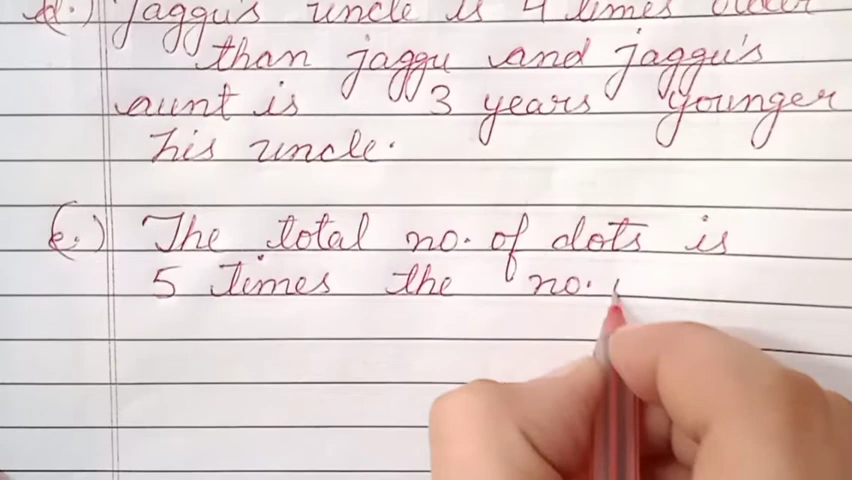 d.) Jaggu's uncle is 4 times older
than jaggu and jaggu's
aunt is 3 years younger
his uncle.
(e.) The total no. of dots is
5 times the no.